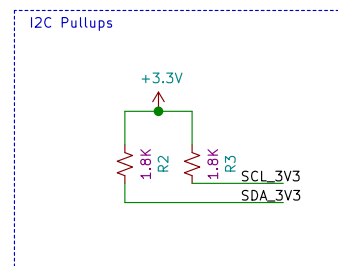 I2C Pullups
+3.3V
1.8K
R2
1.8K
R3
SCL_3V3
SDA_3V3